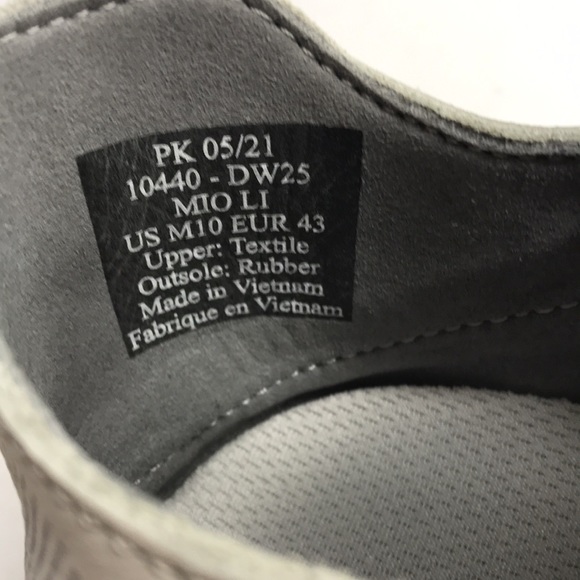 PK 05/21
10440 - DW25
MIO LI
US M10 EUR 43
Upper: Textile
Outsole: Rubber
Made in Vietnam
Fabrique en Vietnam